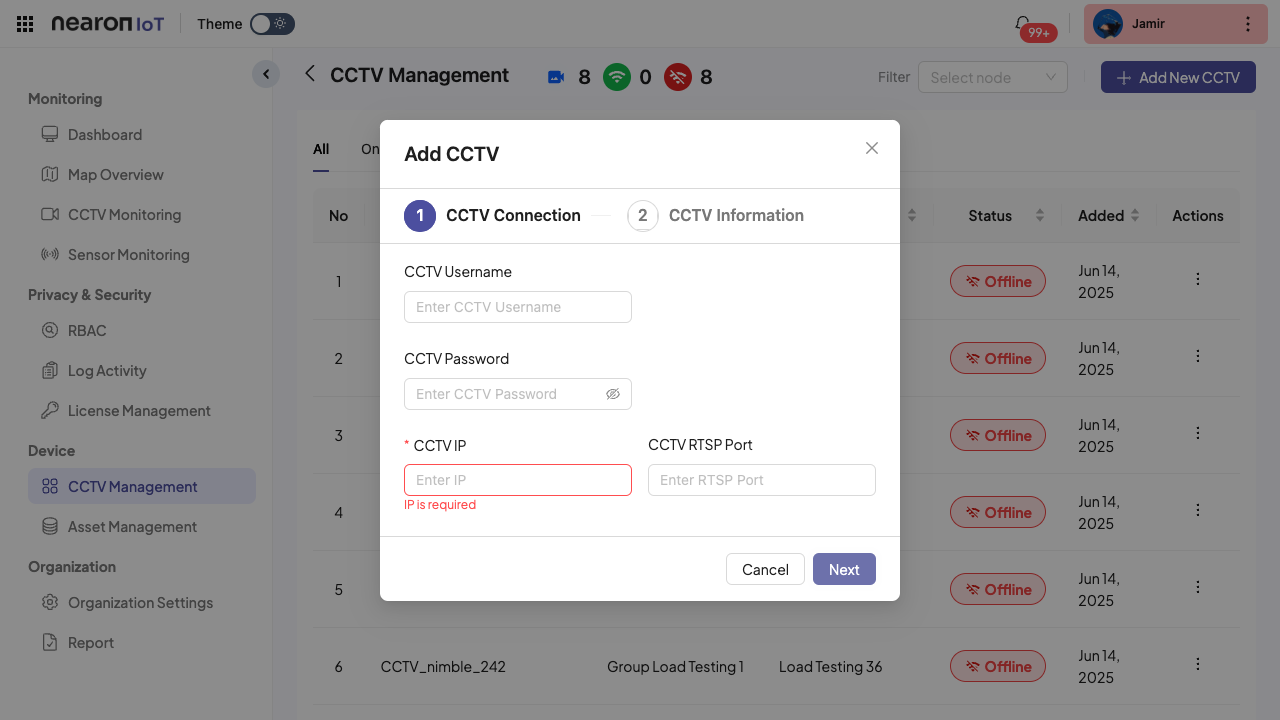 nearon IoT
Theme
99+
Jamir
Monitoring
Dashboard
Map Overview
CCTV Monitoring
Sensor Monitoring
Privacy & Security
RBAC
Log Activity
License Management
Device
CCTV Management
Asset Management
Organization
Organization Settings
Report
CCTV Management
8
0
8
Filter
Select node
Add New CCTV
All
On
No
Status
Added
Actions
1
Offline
Jun 14,
2025
2
Offline
Jun 14,
2025
3
Offline
Jun 14,
2025
4
Offline
Jun 14,
2025
5
Offline
Jun 14,
2025
6
CCTV_nimble_242
Group Load Testing 1
Load Testing 36
Offline
Jun 14,
2025
Add CCTV
1 CCTV Connection
2 CCTV Information
CCTV Username
Enter CCTV Username
CCTV Password
Enter CCTV Password
* CCTV IP
Enter IP
IP is required
CCTV RTSP Port
Enter RTSP Port
Cancel
Next